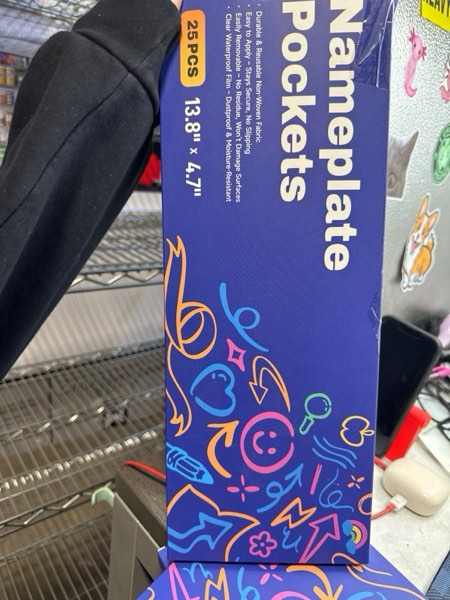 Nameplate
Pockets
· Durable & Reusable Non-Woven Fabric
· Easy to Apply – Stays Secure, No Slipping
· Easily Removable – No Residue, Won't Damage Surfaces
· Clear Waterproof Film – Dustproof & Moisture-Resistant
25 PCS
13.8" x 4.7"